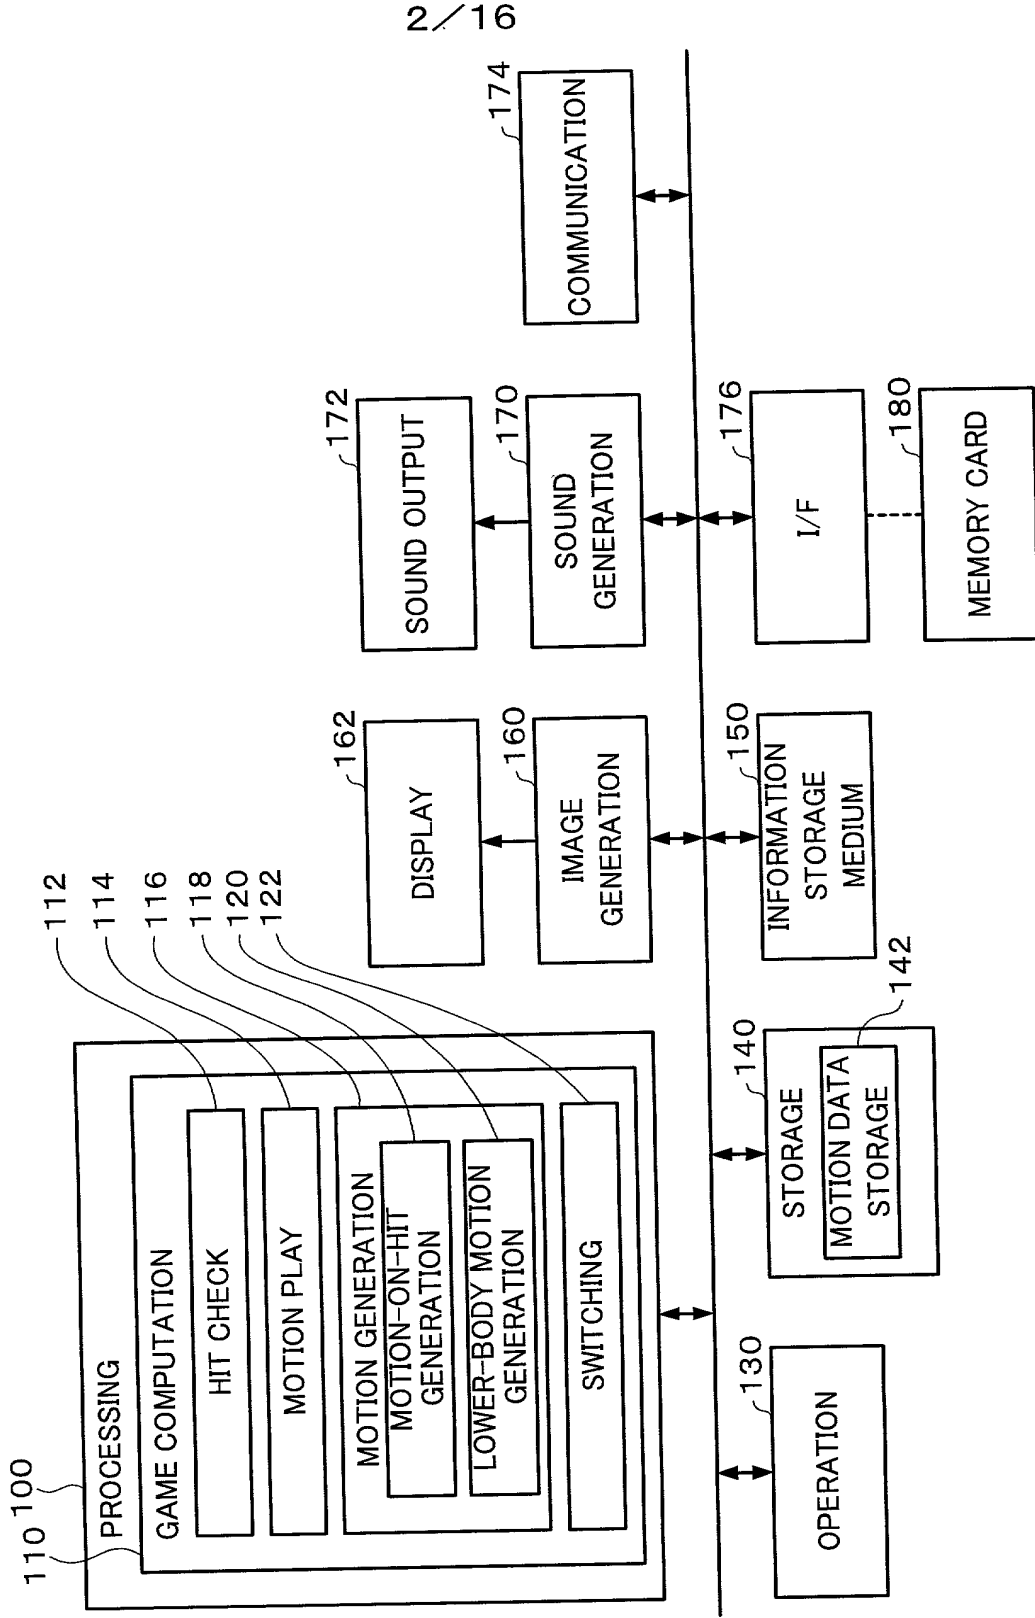 2/16
100
PROCESSING
110
GAME COMPUTATION
112
HIT CHECK
114
MOTION PLAY
116
MOTION GENERATION
118
MOTION-ON-HIT
GENERATION
120
LOWER-BODY MOTION
GENERATION
122
SWITCHING
162
DISPLAY
160
IMAGE
GENERATION
172
SOUND OUTPUT
170
SOUND
GENERATION
174
COMMUNICATION
130
OPERATION
140
STORAGE
142
MOTION DATA
STORAGE
150
INFORMATION
STORAGE
MEDIUM
176
I/F
180
MEMORY CARD